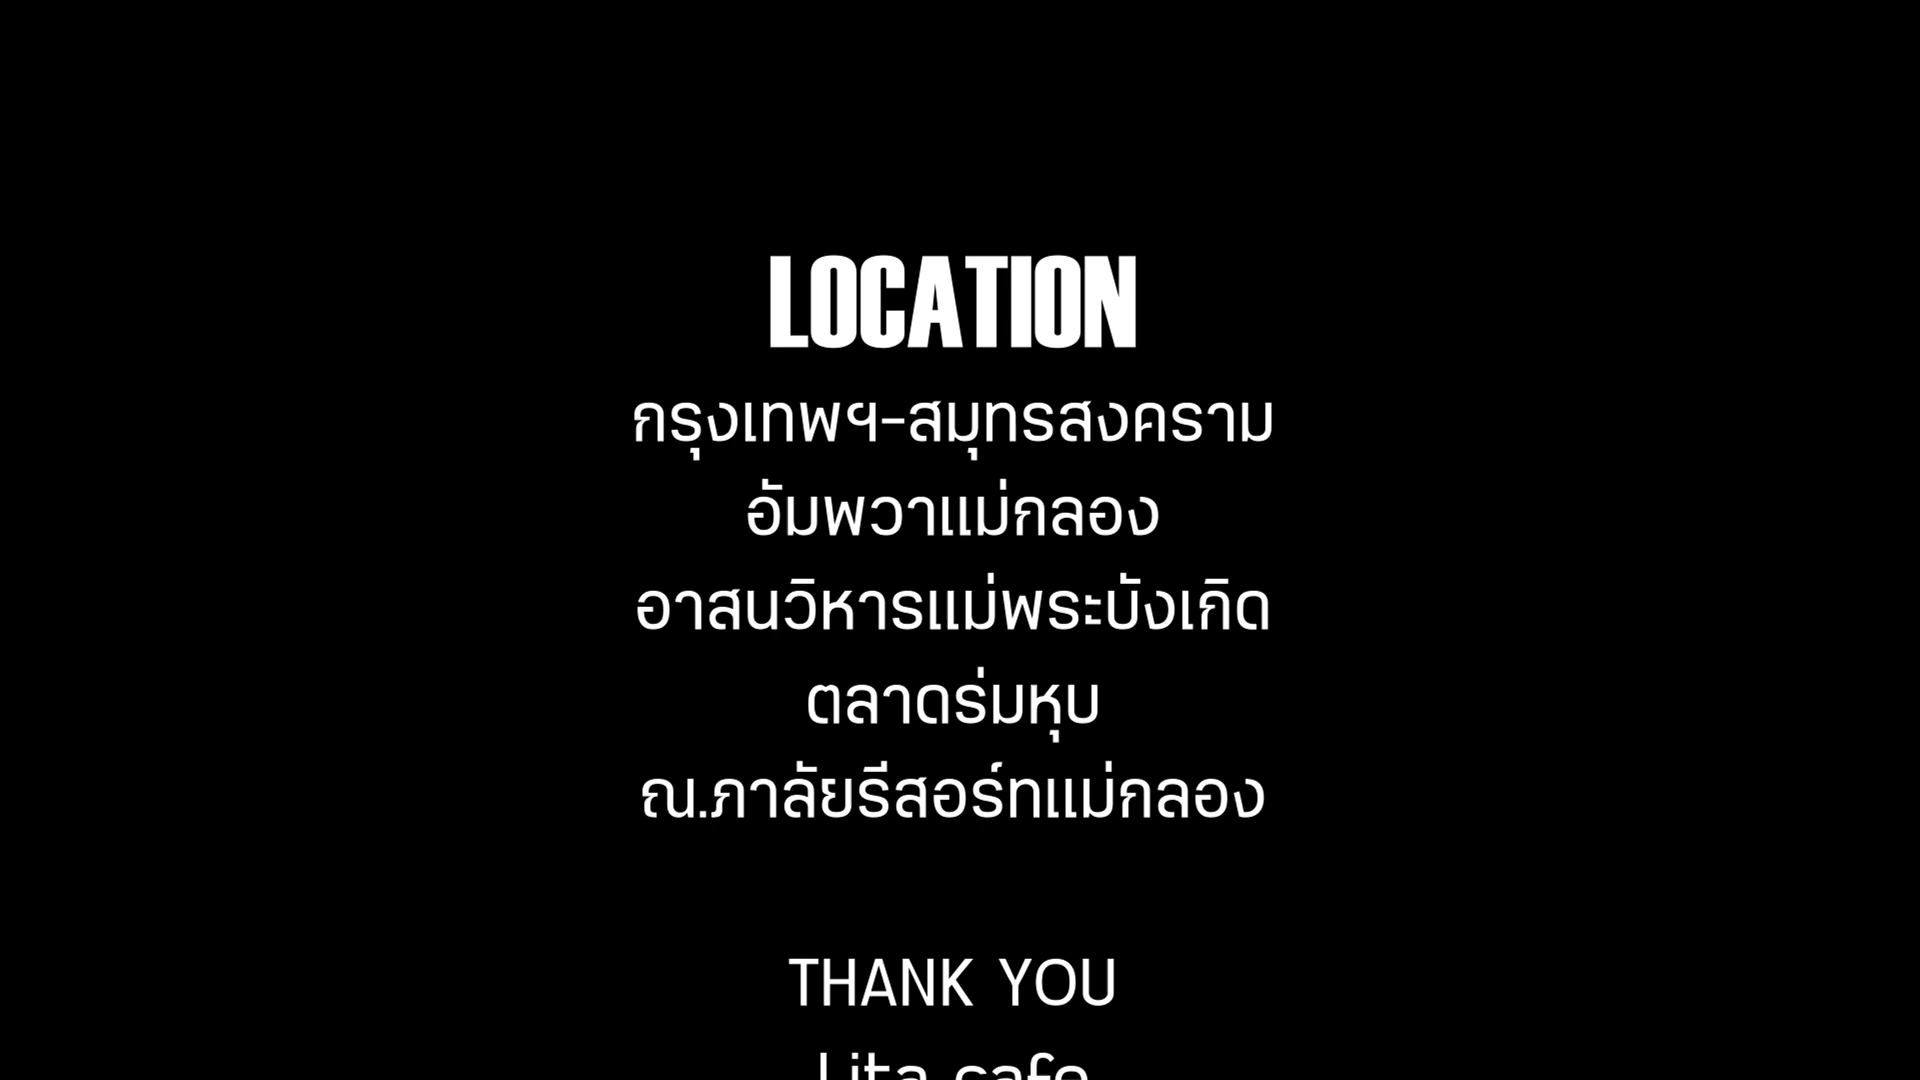 LOCATION
กรุงเทพฯ-สมุทรสงคราม
อัมพวาแม่กลอง
อาสนวิหารแม่พระบังเกิด
ตลาดร่มหุบ
ณ.ภาลัยรีสอร์ทแม่กลอง
THANK YOU
Lita cafe